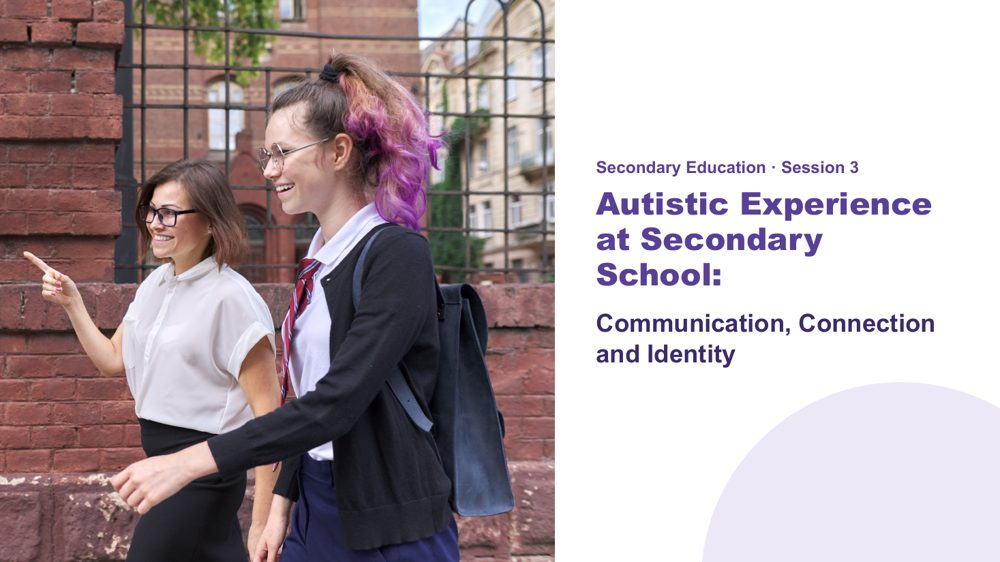 Secondary Education · Session 3
Autistic Experience
at Secondary
School:
Communication, Connection
and Identity